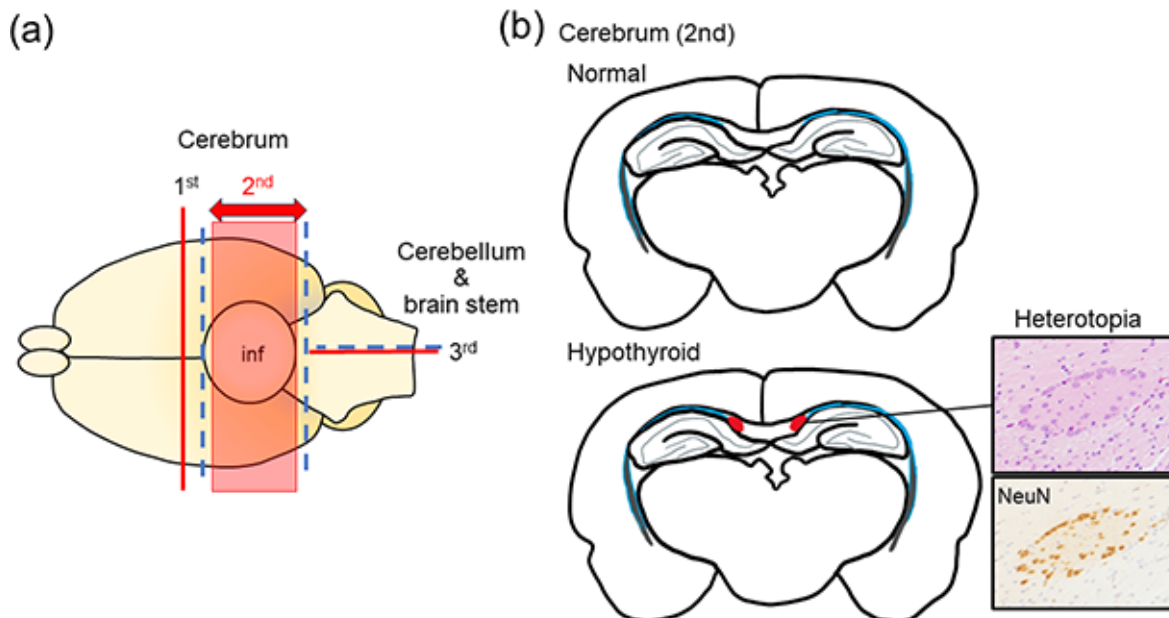 (a)
Cerebrum
1st
2nd
Cerebellum
&
brain stem
inf
3rd
(b)
Cerebrum (2nd)
Normal
Hypothyroid
Heterotopia
NeuN